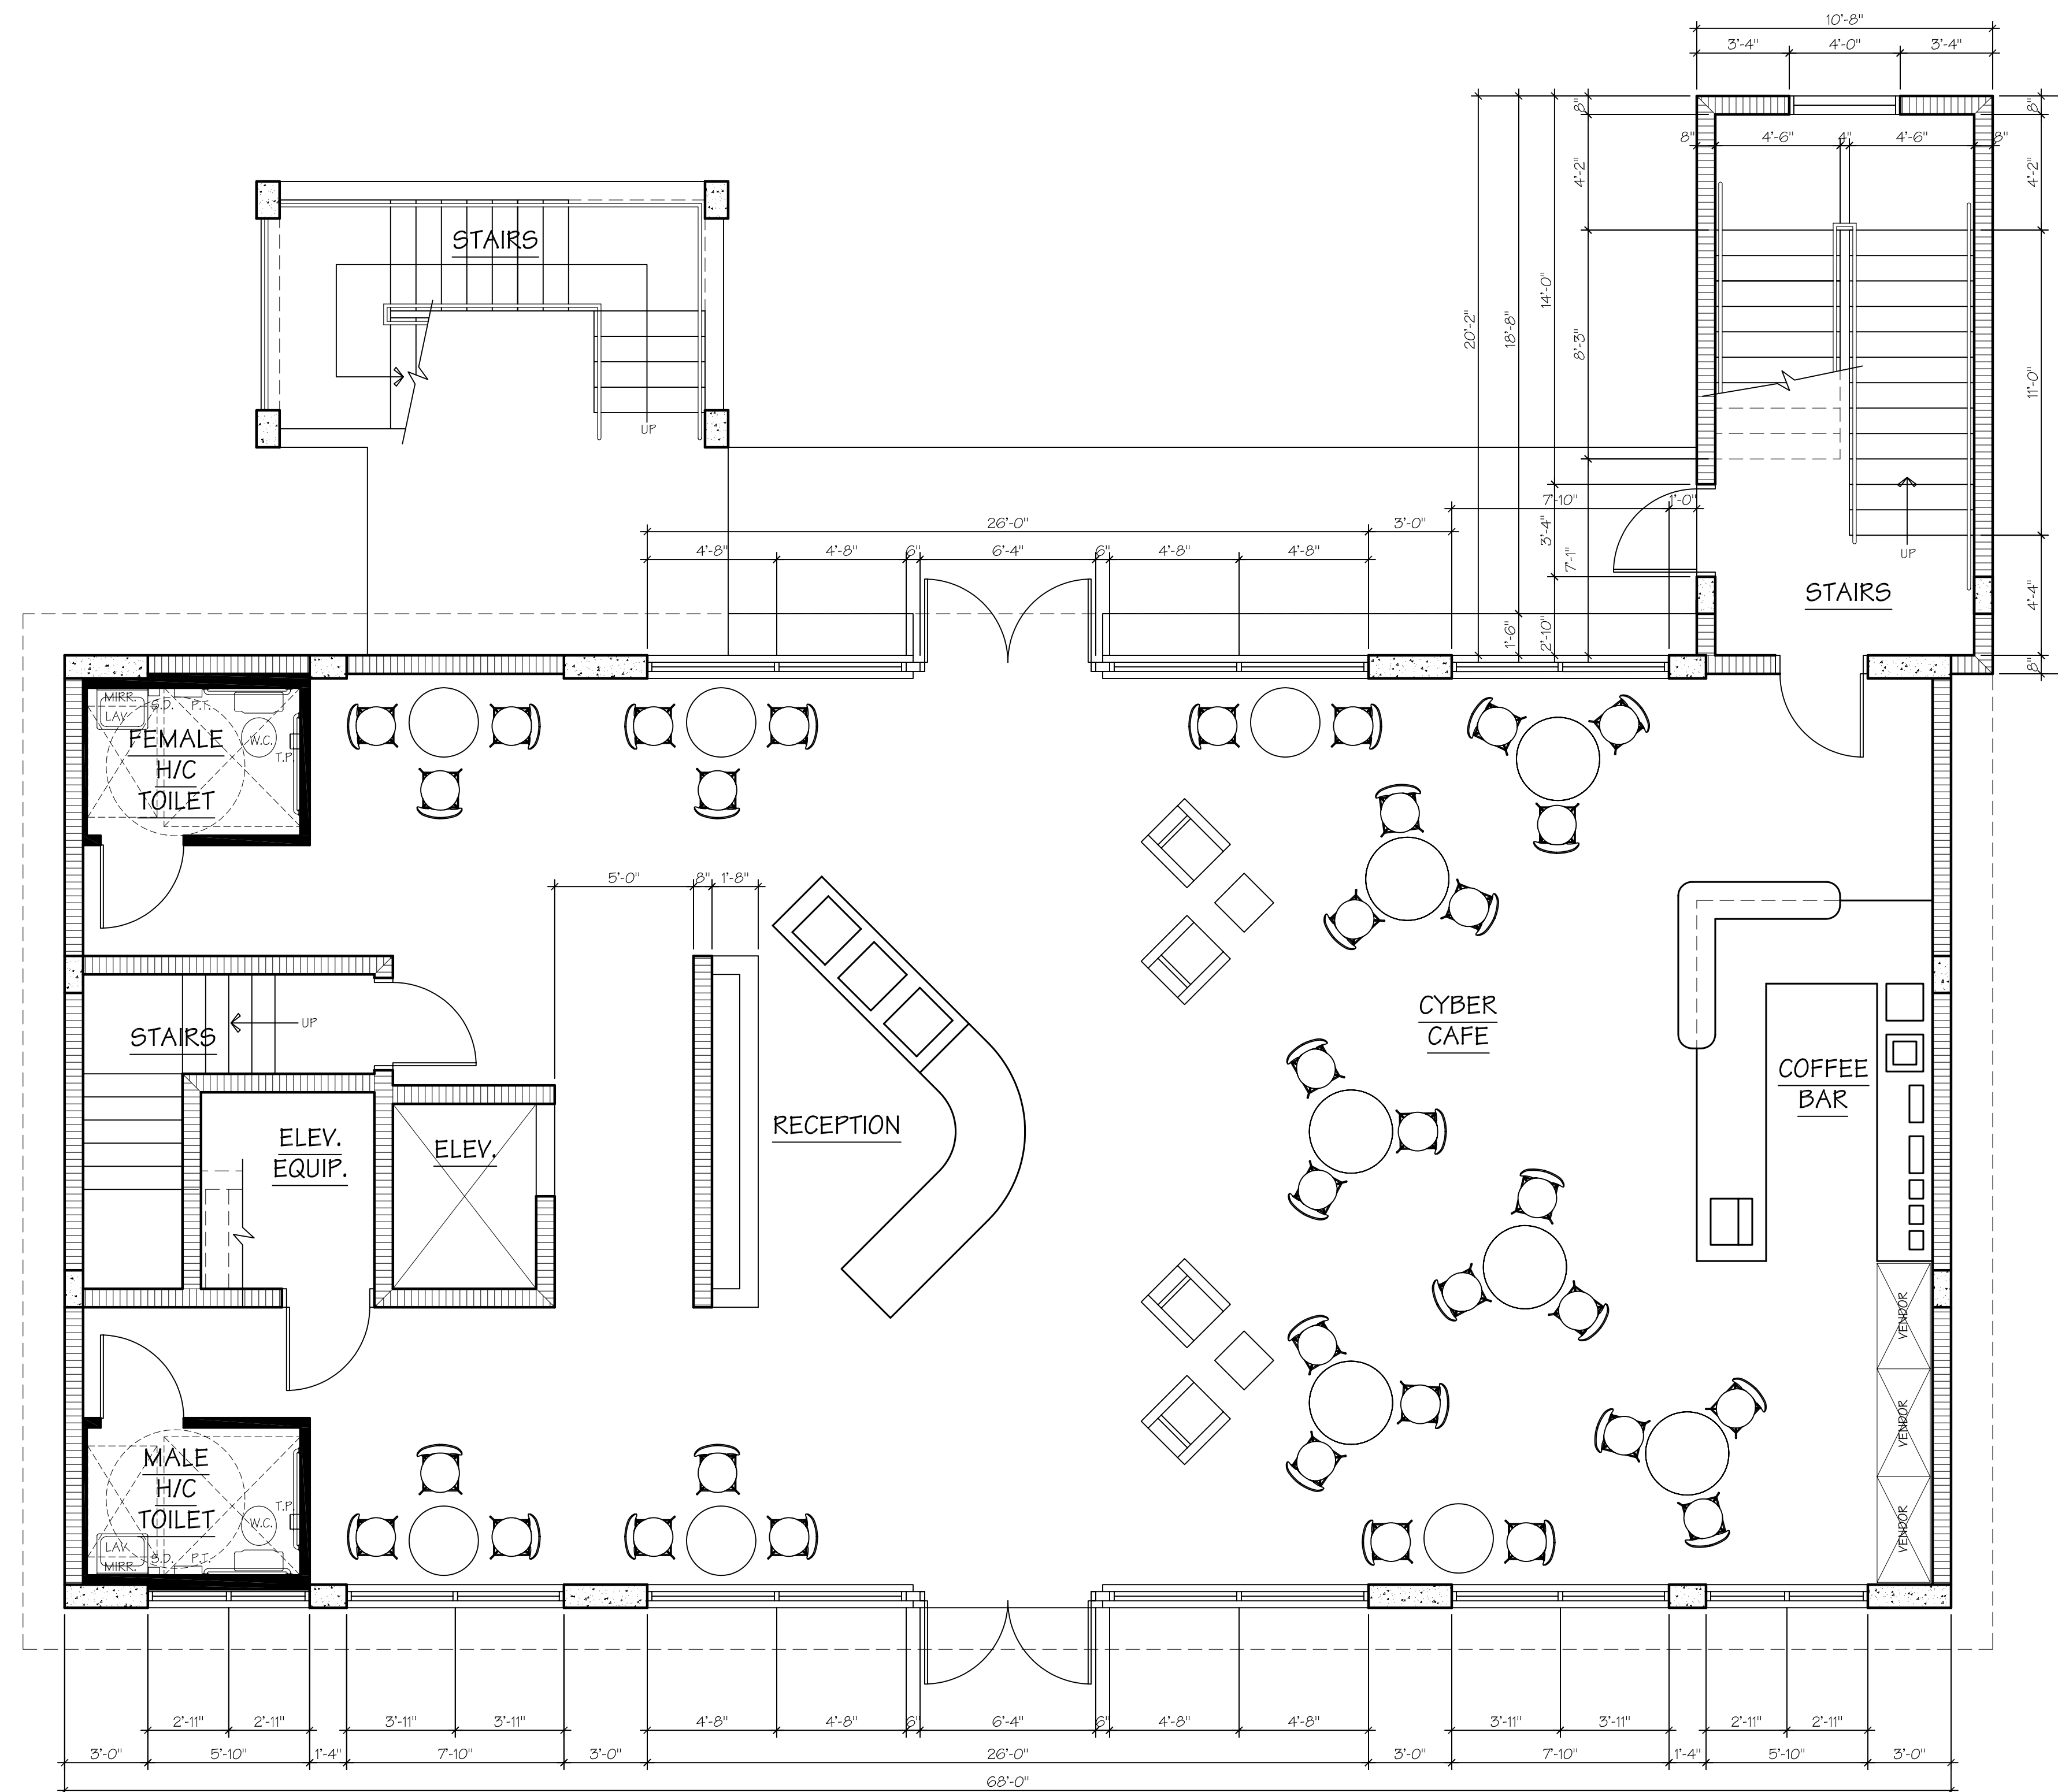 10'-8"
3'-4" 4'-0" 3'-4"
8" 8"
8" 4'-6" 4" 4'-6" 8"
4'-2" 4'-2"
STAIRS
20'-2" 18'-8" 14'-0" 8'-3" 11'-0"
UP
7'-10" 1'-0"
26'-0" 3'-0"
3'-4" 7'-1"
4'-8" 4'-8" 6" 6'-4" 6" 4'-8" 4'-8"
UP
STAIRS
4'-4"
1'-6" 2'-10" 8"
MIRR.
LAV. S.D. P.T.
FEMALE
H/C
TOILET
W.C.
T.P.
5'-0" 8" 1'-8"
CYBER
CAFE
STAIRS
UP
COFFEE
BAR
ELEV.
EQUIP.
ELEV.
RECEPTION
VENDOR
VENDOR
VENDOR
MALE
H/C
TOILET
T.P.
W.C.
LAV. S.D. P.T.
MIRR.
2'-11" 2'-11" 3'-11" 3'-11" 4'-8" 4'-8" 6" 6'-4" 6" 4'-8" 4'-8" 3'-11" 3'-11" 2'-11" 2'-11"
3'-0" 5'-10" 1'-4" 7'-10" 3'-0" 26'-0" 3'-0" 7'-10" 1'-4" 5'-10" 3'-0"
68'-0"